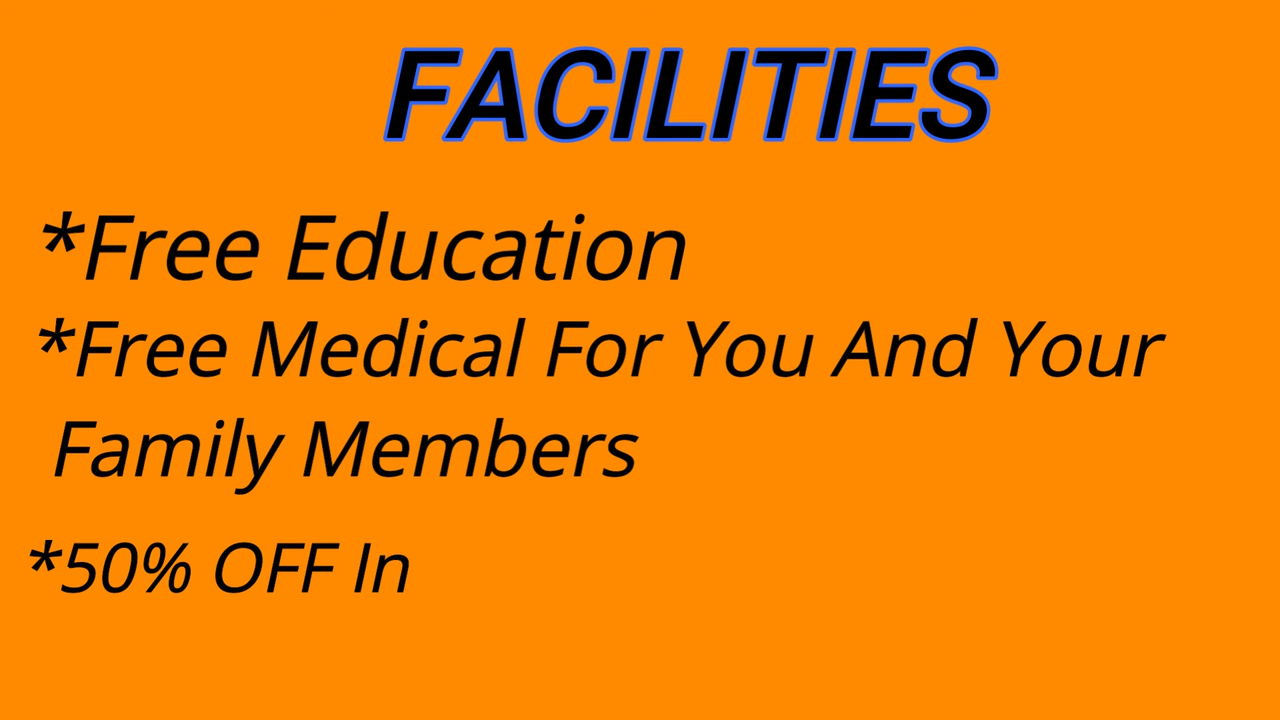 FACILITIES
*Free Education
*Free Medical For You And Your
Family Members
*50% OFF In